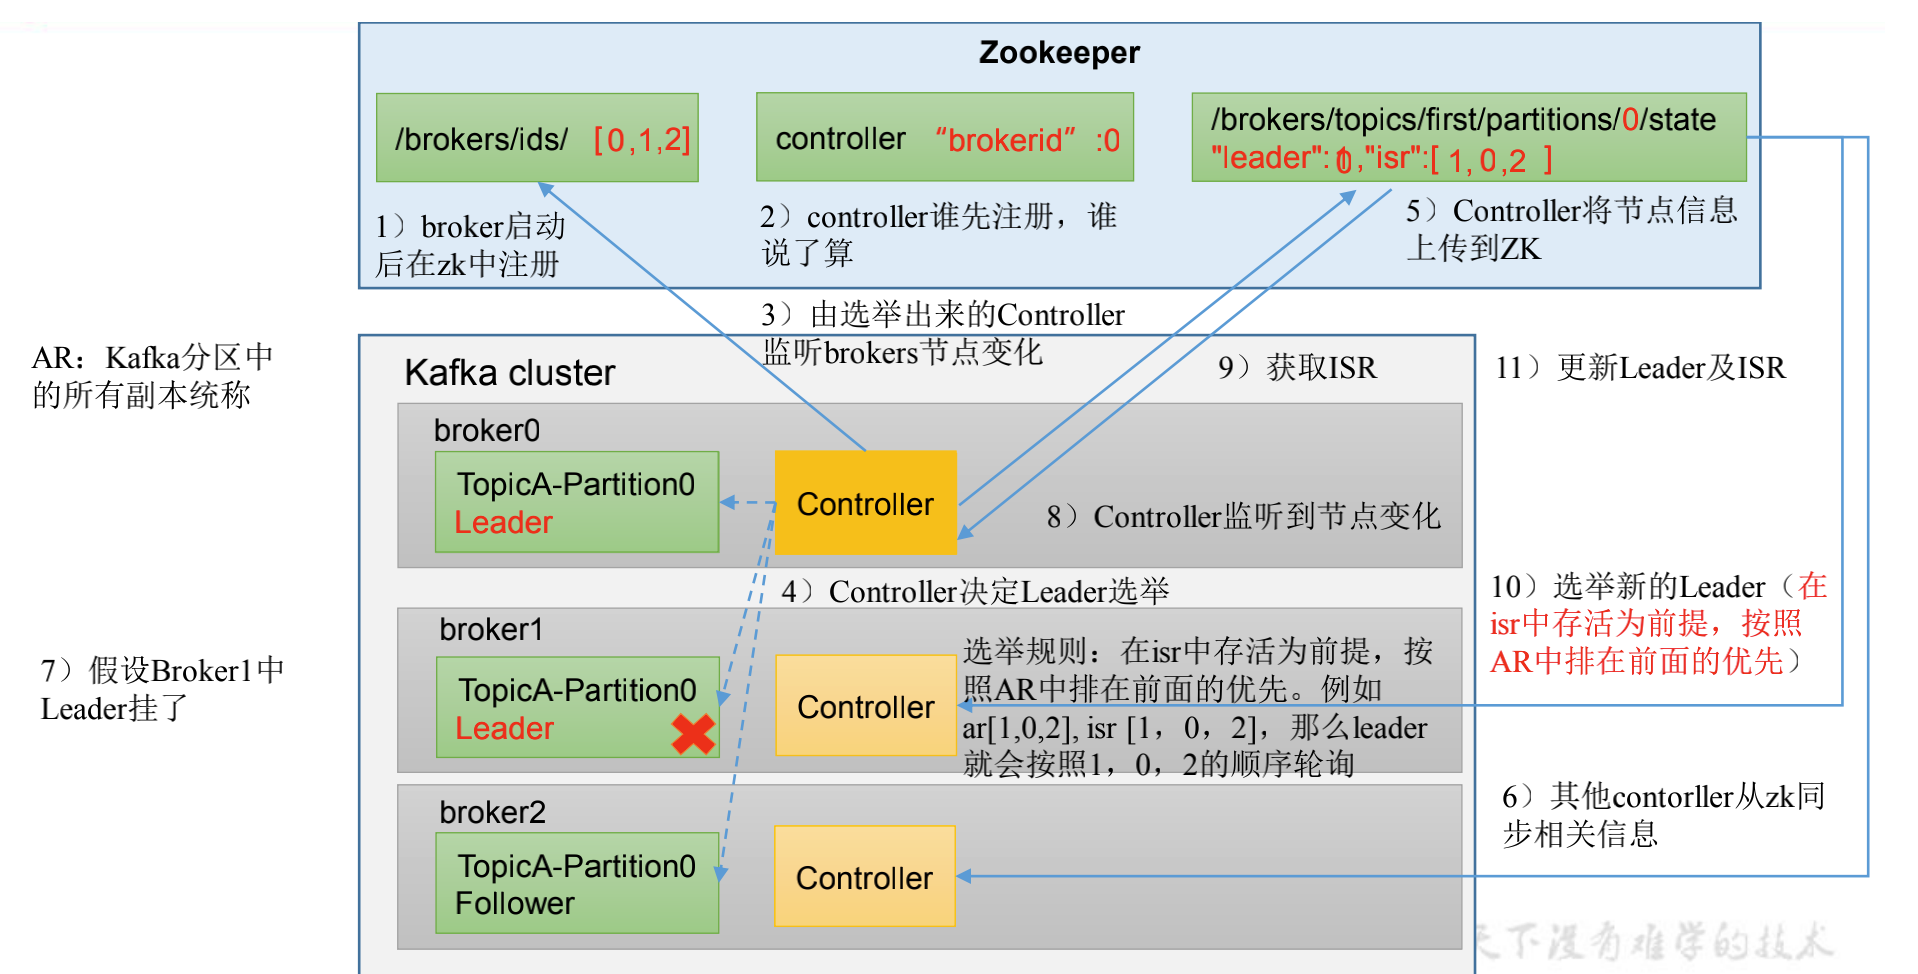 Zookeeper
/brokers/ids/ [0,1,2]
controller “brokerid” :0
/brokers/topics/first/partitions/0/state
"leader": ,"isr":[ 1, 0,2 ]
1）broker启动
后在zk中注册
2）controller谁先注册，谁
说了算
5）Controller将节点信息
上传到ZK
3）由选举出来的Controller
监听brokers节点变化
AR：Kafka分区中
的所有副本统称
Kafka cluster
9）获取ISR
11）更新Leader及ISR
broker0
TopicA-Partition0
Leader
Controller
8）Controller监听到节点变化
4）Controller决定Leader选举
10）选举新的Leader（在
isr中存活为前提，按照
AR中排在前面的优先）
7）假设Broker1中
Leader挂了
broker1
TopicA-Partition0
Leader
Controller
选举规则：在isr中存活为前提，按
照AR中排在前面的优先。例如
ar[1,0,2], isr [1，0，2]，那么leader
就会按照1，0，2的顺序轮询
6）其他contorller从zk同
步相关信息
broker2
TopicA-Partition0
Follower
Controller
天下没有难学的技术